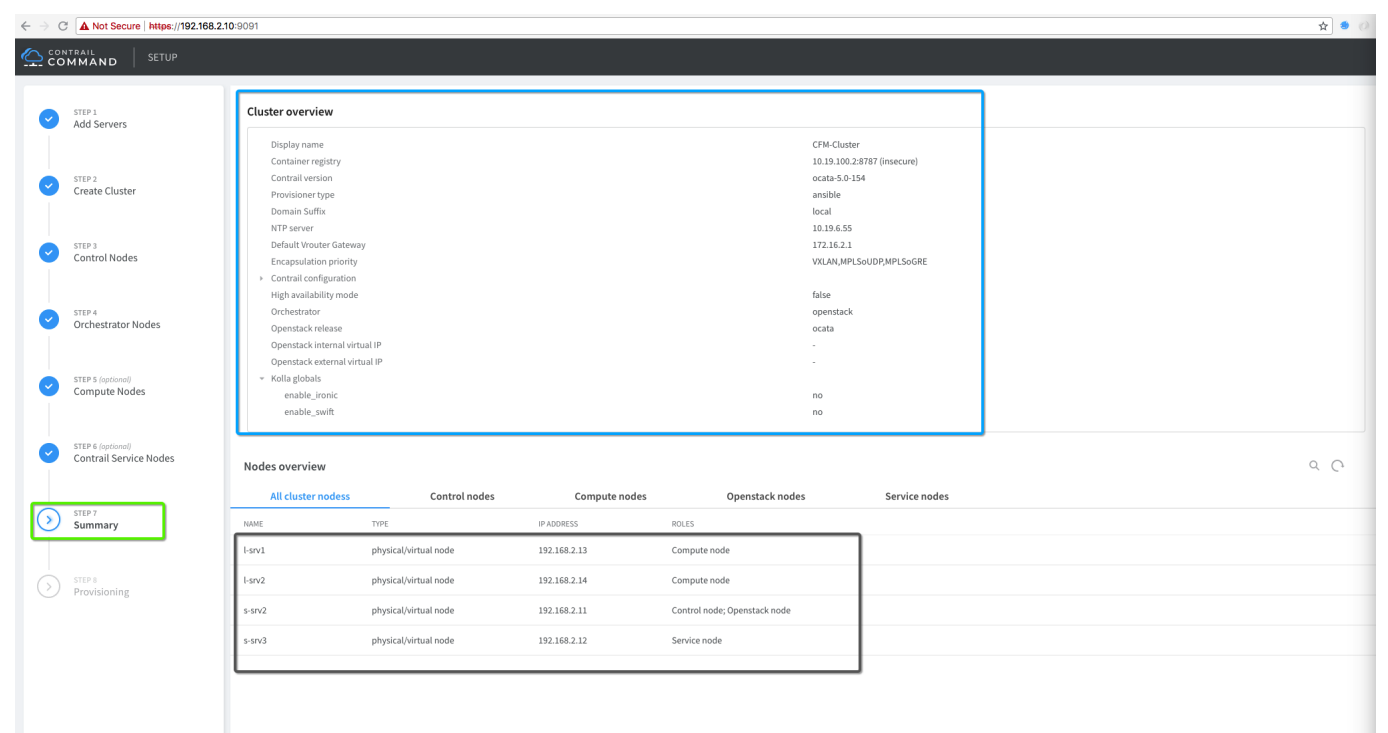 Not Secure | https://192.168.2.10:9091
CONTRAIL
COMMAND
SETUP
STEP 1
Add Servers
STEP 2
Create Cluster
STEP 3
Control Nodes
STEP 4
Orchestrator Nodes
STEP 5 (optional)
Compute Nodes
STEP 6 (optional)
Contrail Service Nodes
STEP 7
Summary
STEP 8
Provisioning
Cluster overview
Display name CFM-Cluster
Container registry 10.19.100.2:8787 (insecure)
Contrail version ocata-5.0-154
Provisioner type ansible
Domain Suffix local
NTP server 10.19.6.55
Default Vrouter Gateway 172.16.2.1
Encapsulation priority VXLAN,MPLSoUDP,MPLSoGRE
Contrail configuration
High availability mode false
Orchestrator openstack
Openstack release ocata
Openstack internal virtual IP -
Openstack external virtual IP -
Kolla globals
enable_ironic no
enable_swift no
Nodes overview
All cluster nodess Control nodes Compute nodes Openstack nodes Service nodes
NAME TYPE IP ADDRESS ROLES
l-srv1 physical/virtual node 192.168.2.13 Compute node
l-srv2 physical/virtual node 192.168.2.14 Compute node
s-srv2 physical/virtual node 192.168.2.11 Control node; Openstack node
s-srv3 physical/virtual node 192.168.2.12 Service node